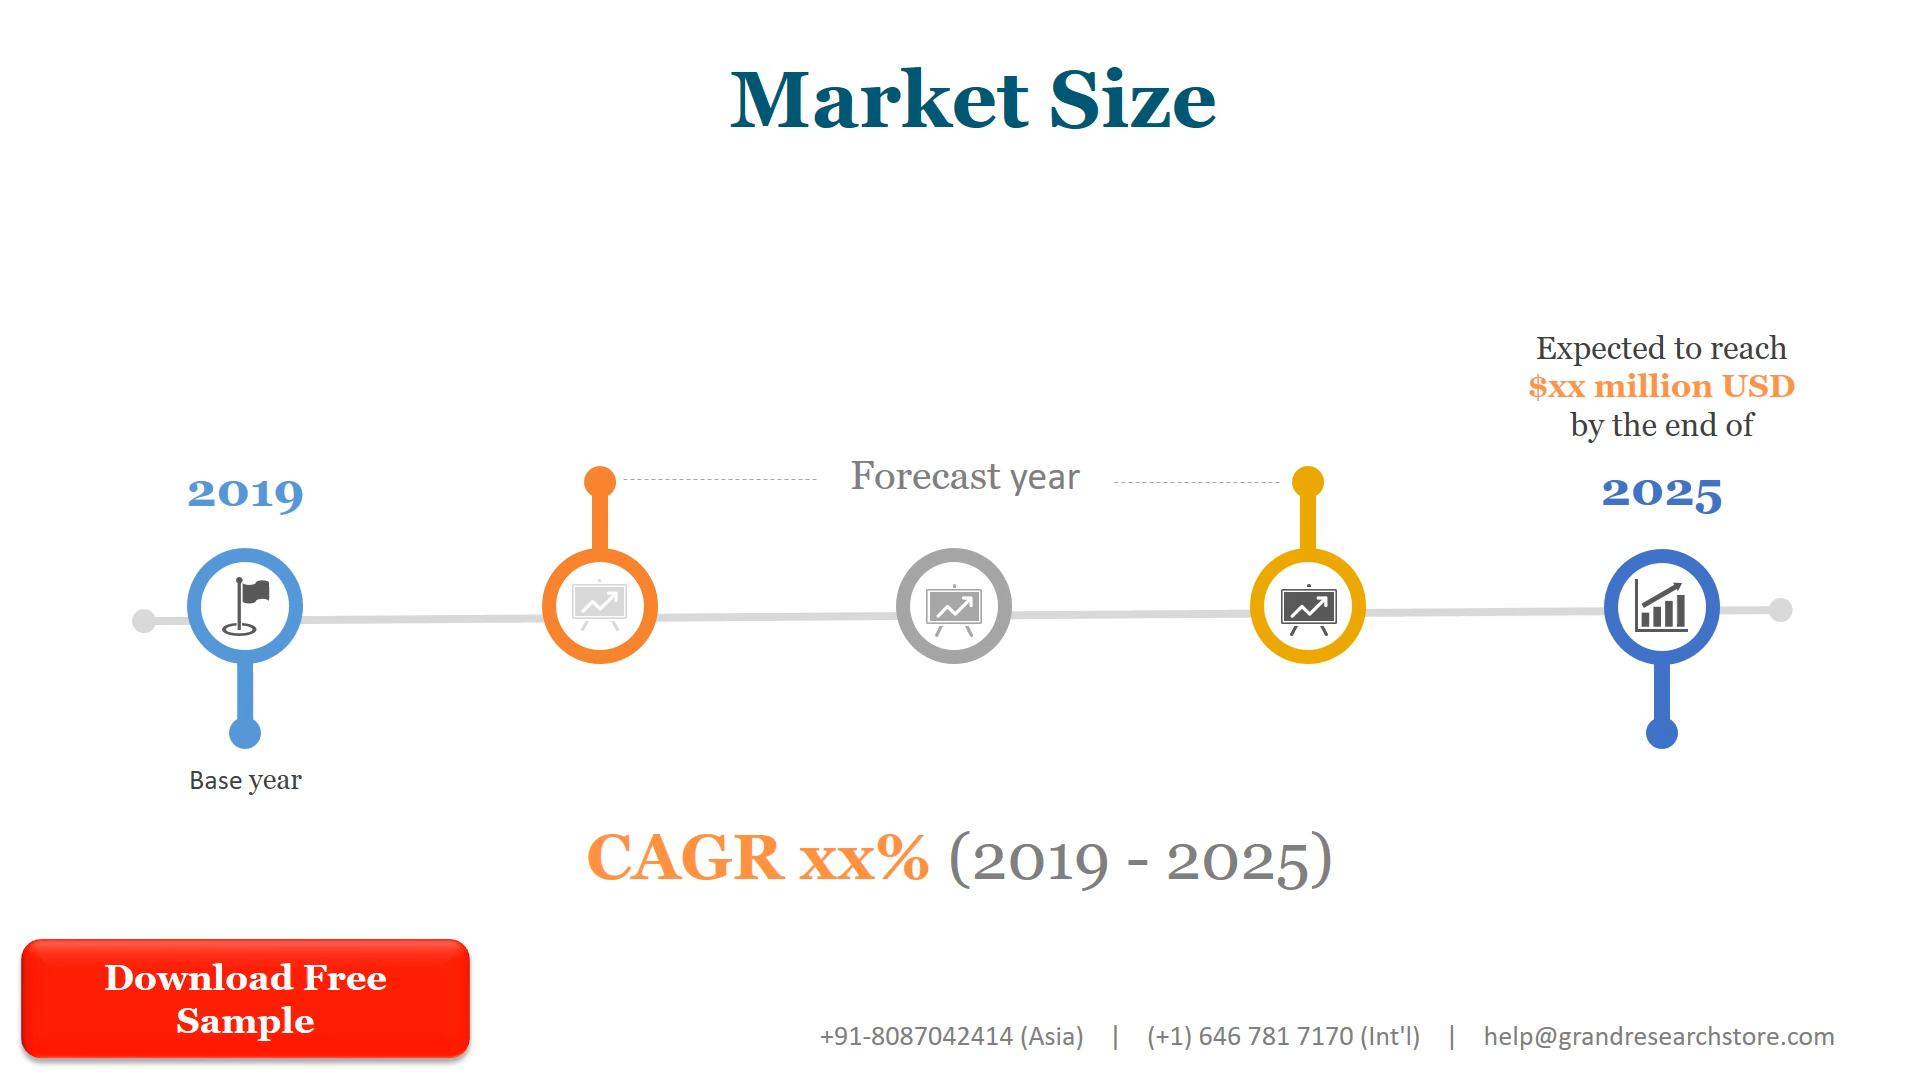 Market Size
Expected to reach
$xx million USD
by the end of
2019
Forecast year
2025
Base year
CAGR xx% (2019 - 2025)
Download Free
Sample
+91-8087042414 (Asia) | (+1) 646 781 7170 (Int'l) | help@grandresearchstore.com